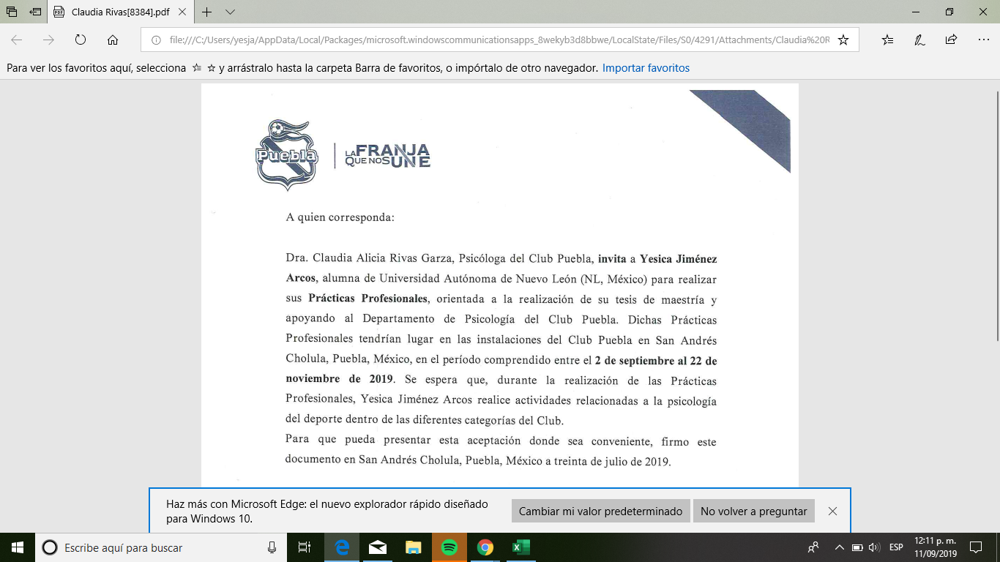 Claudia Rivas[8384].pdf
file:///C:/Users/yesja/AppData/Local/Packages/microsoft.windowscommunicationsapps_8wekyb3d8bbwe/LocalState/Files/S0/4291/Attachments/Claudia%20R
Para ver los favoritos aquí, selecciona y arrástralo hasta la carpeta Barra de favoritos, o impórtalo de otro navegador. Importar favoritos
Puebla
LA FRANJA
QUE NOS UNE
A quien corresponda:
Dra. Claudia Alicia Rivas Garza, Psicóloga del Club Puebla, invita a Yesica Jiménez
Arcos, alumna de Universidad Autónoma de Nuevo León (NL, México) para realizar
sus Prácticas Profesionales, orientada a la realización de su tesis de maestría y
apoyando al Departamento de Psicología del Club Puebla. Dichas Prácticas
Profesionales tendrían lugar en las instalaciones del Club Puebla en San Andrés
Cholula, Puebla, México, en el período comprendido entre el 2 de septiembre al 22 de
noviembre de 2019. Se espera que, durante la realización de las Prácticas
Profesionales, Yesica Jiménez Arcos realice actividades relacionadas a la psicología
del deporte dentro de las diferentes categorías del Club.
Para que pueda presentar esta aceptación donde sea conveniente, firmo este
documento en San Andrés Cholula, Puebla, México a treinta de julio de 2019.
Haz más con Microsoft Edge: el nuevo explorador rápido diseñado
para Windows 10.
Cambiar mi valor predeterminado
No volver a preguntar
Escribe aquí para buscar
ESP
12:11 p. m.
11/09/2019